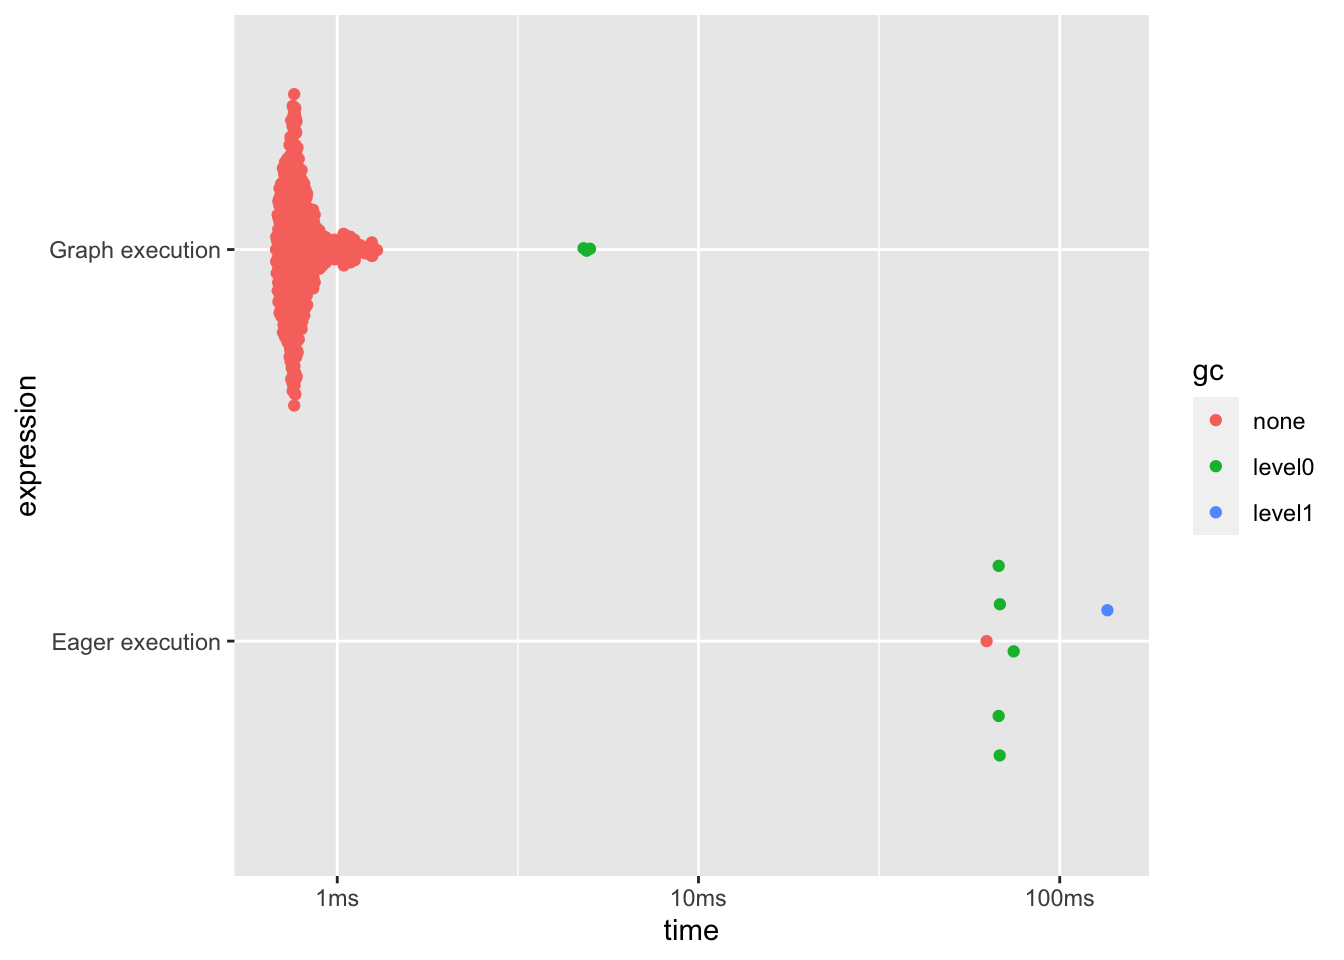 Graph execution
Eager execution
expression
1ms
10ms
100ms
time
gc
none
level0
level1